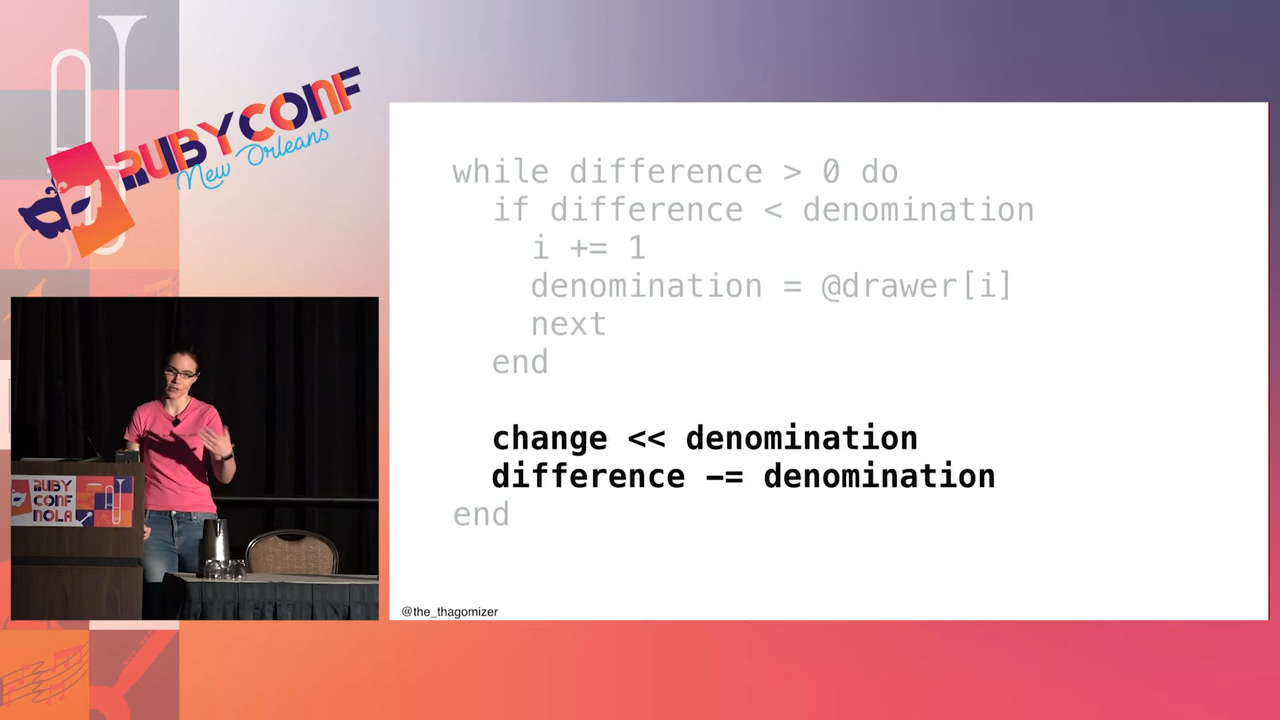 RUBYCONF
New Orleans
while difference > 0 do
if difference < denomination
i += 1
denomination = @drawer[i]
next
end
change << denomination
difference -= denomination
end
RUBY
CONF
NOLA
@the_thagomizer